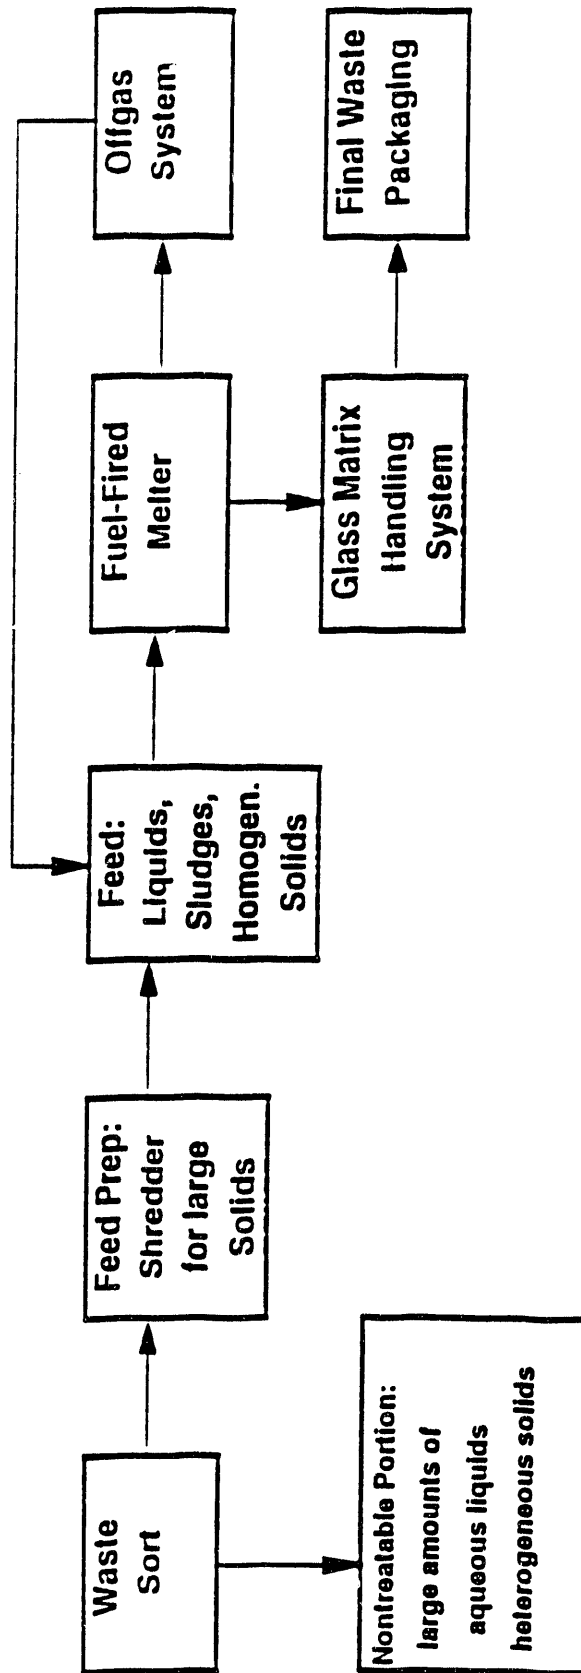 Waste
Sort
Nontreatable Portion:
large amounts of
aqueous liquids
heterogeneous solids
Feed Prep:
Shredder
for large
Solids
Feed:
Liquids,
Sludges,
Homogen.
Solids
Fuel-Fired
Melter
Glass Matrix
Handling
System
Offgas
System
Final Waste
Packaging